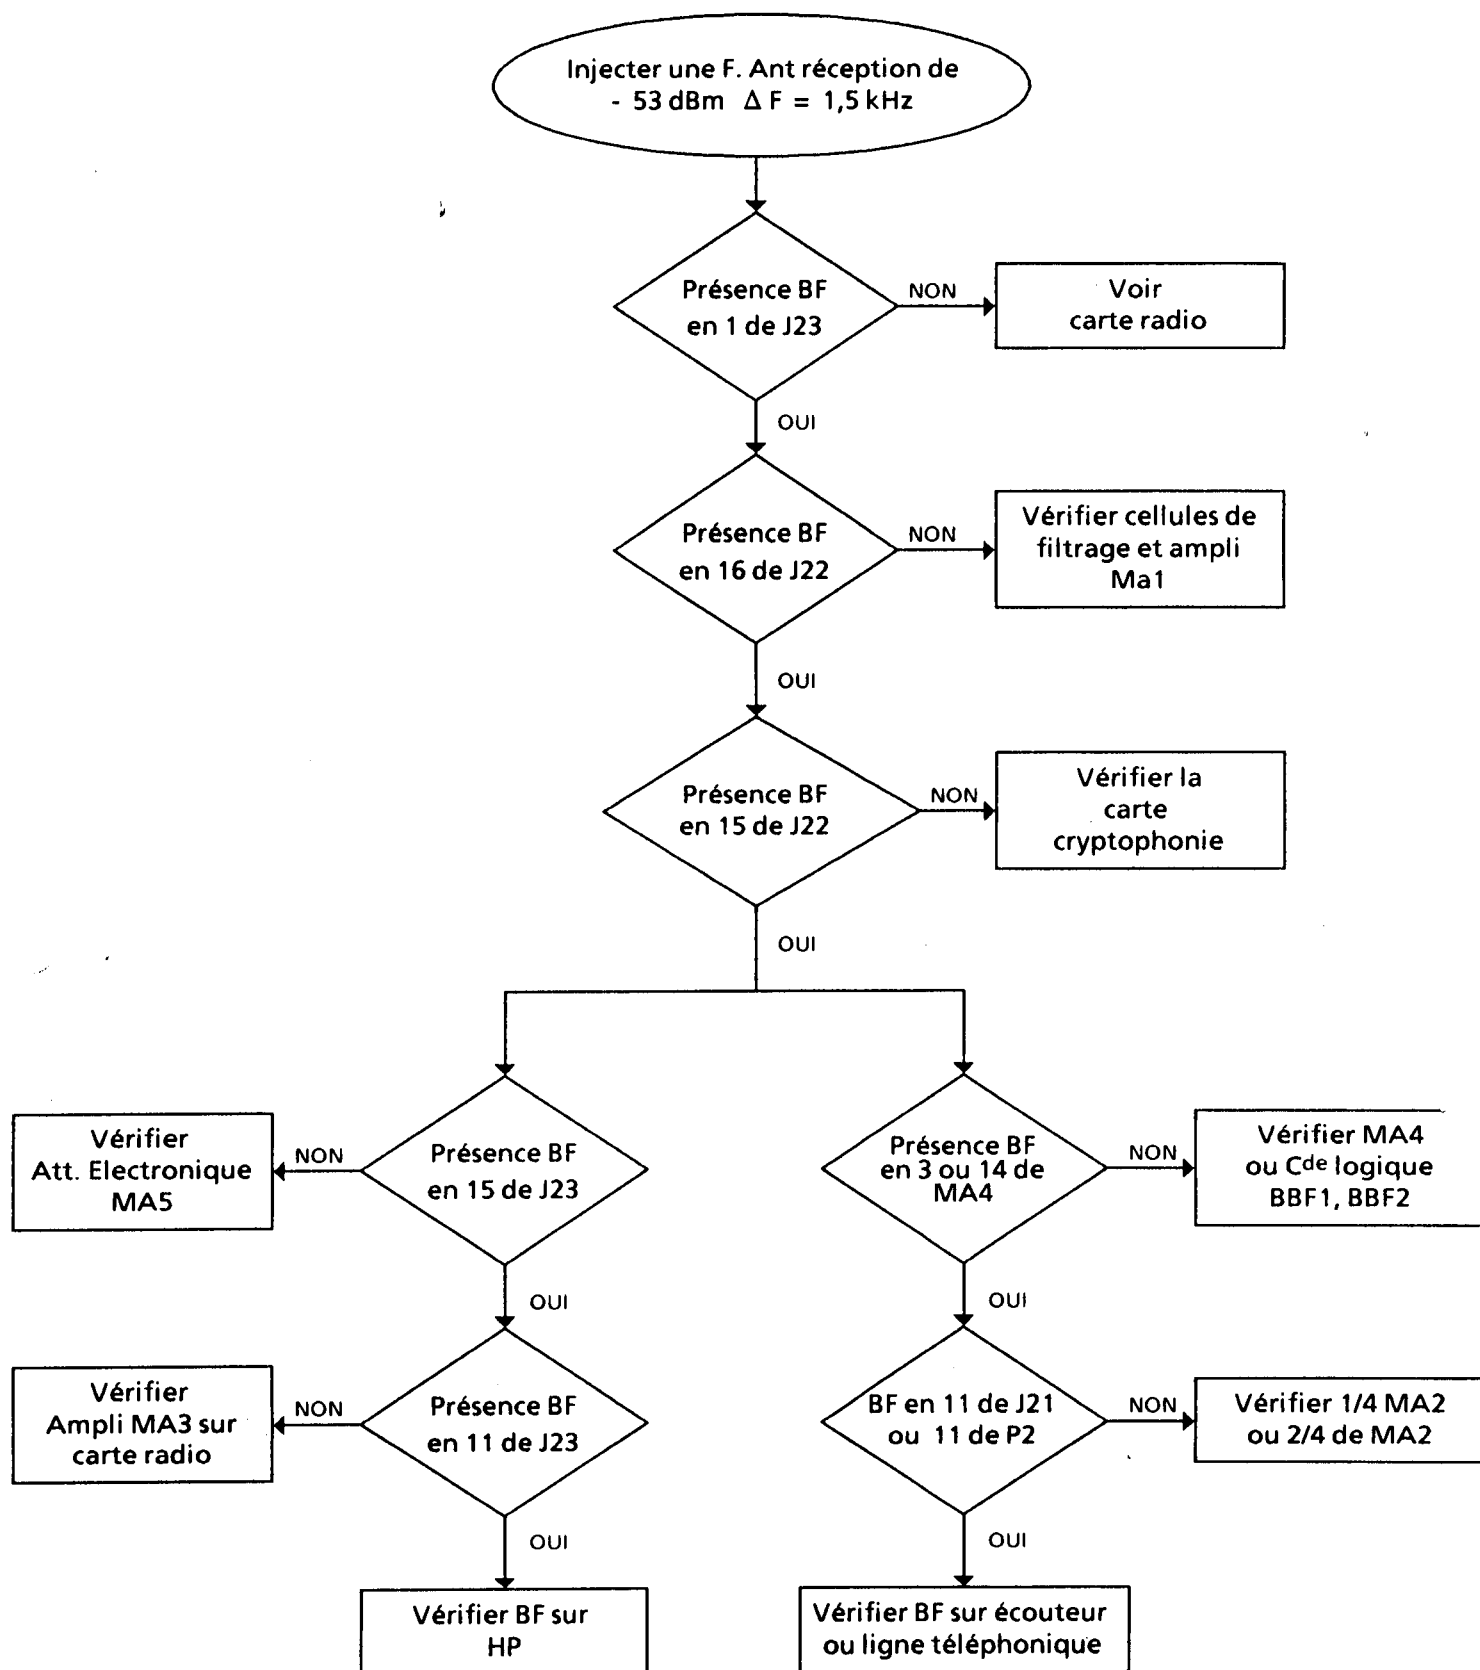 Injecter une F. Ant réception de
- 53 dBm Δ F = 1,5 kHz
Présence BF
en 1 de J23
NON
Voir
carte radio
OUI
Présence BF
en 16 de J22
NON
Vérifier cellules de
filtrage et ampli
Ma1
OUI
Présence BF
en 15 de J22
NON
Vérifier la
carte
cryptophonie
OUI
Vérifier
Att. Electronique
MA5
NON
Présence BF
en 15 de J23
Présence BF
en 3 ou 14 de
MA4
NON
Vérifier MA4
ou Cde logique
BBF1, BBF2
OUI
OUI
Vérifier
Ampli MA3 sur
carte radio
NON
Présence BF
en 11 de J23
BF en 11 de J21
ou 11 de P2
NON
Vérifier 1/4 MA2
ou 2/4 de MA2
OUI
OUI
Vérifier BF sur
HP
Vérifier BF sur écouteur
ou ligne téléphonique